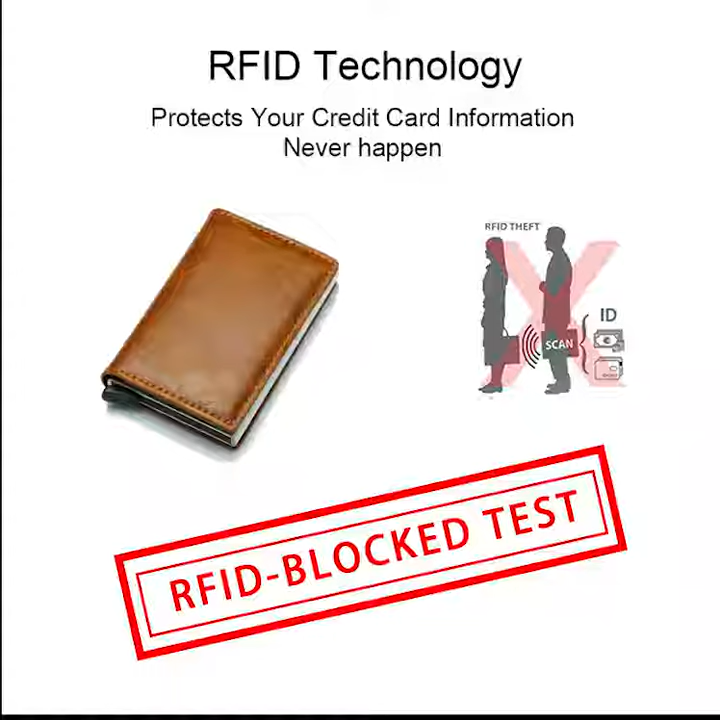 RFID Technology
Protects Your Credit Card Information
Never happen
RFID THEFT
ID
SCAN
RFID-BLOCKED TEST